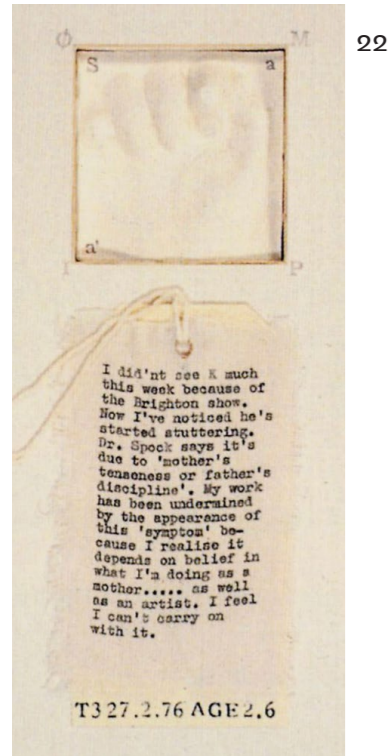 22
Ø M
S a
a'
I P
I did'nt see K much
this week because of
the Brighton show.
Now I've noticed he's
started stuttering.
Dr. Spock says it's
due to 'mother's
tenseness or father's
discipline'. My work
has been undermined
by the appearance of
this 'symptom' be-
cause I realise it
depends on belief in
what I'm doing as a
mother..... as well
as an artist. I feel
I can't carry on
with it.
T3 27.2.76 AGE 2.6